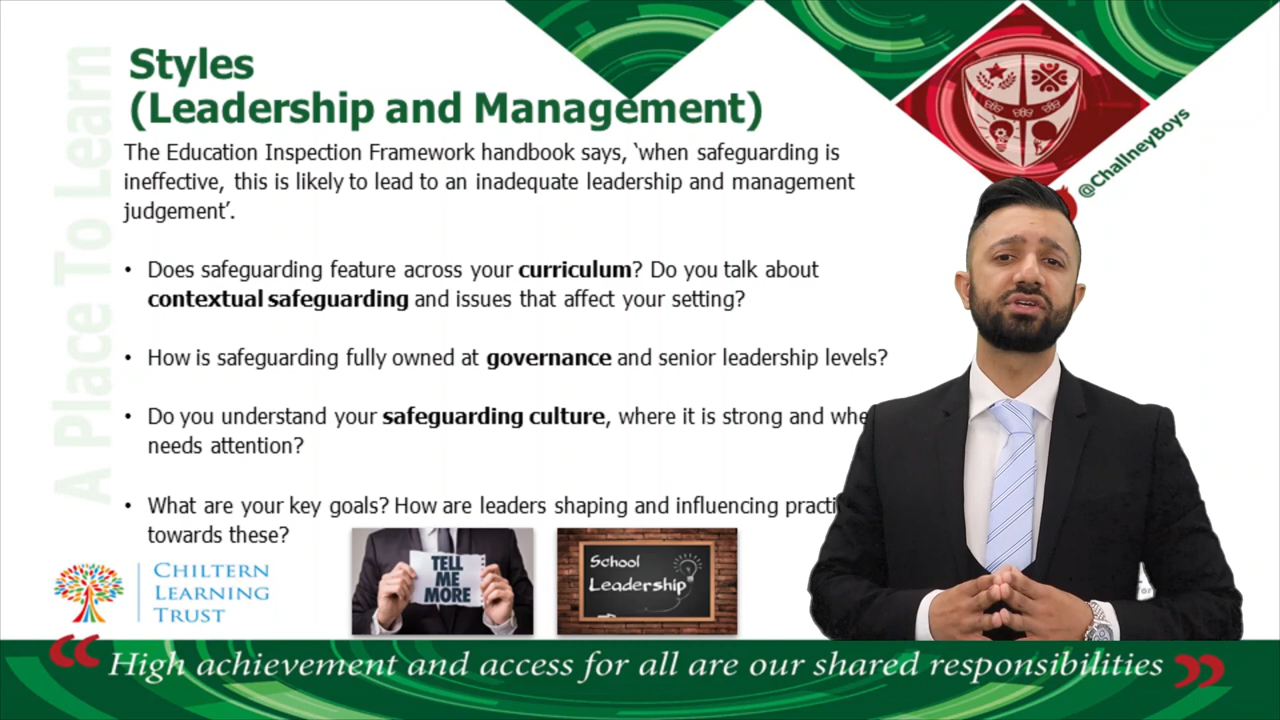 Styles
(Leadership and Management)
@ChallneyBoys
A Place To Learn
The Education Inspection Framework handbook says, ‘when safeguarding is
ineffective, this is likely to lead to an inadequate leadership and management
judgement’.
• Does safeguarding feature across your curriculum? Do you talk about
contextual safeguarding and issues that affect your setting?
• How is safeguarding fully owned at governance and senior leadership levels?
• Do you understand your safeguarding culture, where it is strong and
needs attention?
• What are your key goals? How are leaders shaping and influencing
towards these?
TELL
ME
MORE
School
Leadership
CHILTERN
LEARNING
TRUST
“High achievement and access for all are our shared responsibilities”